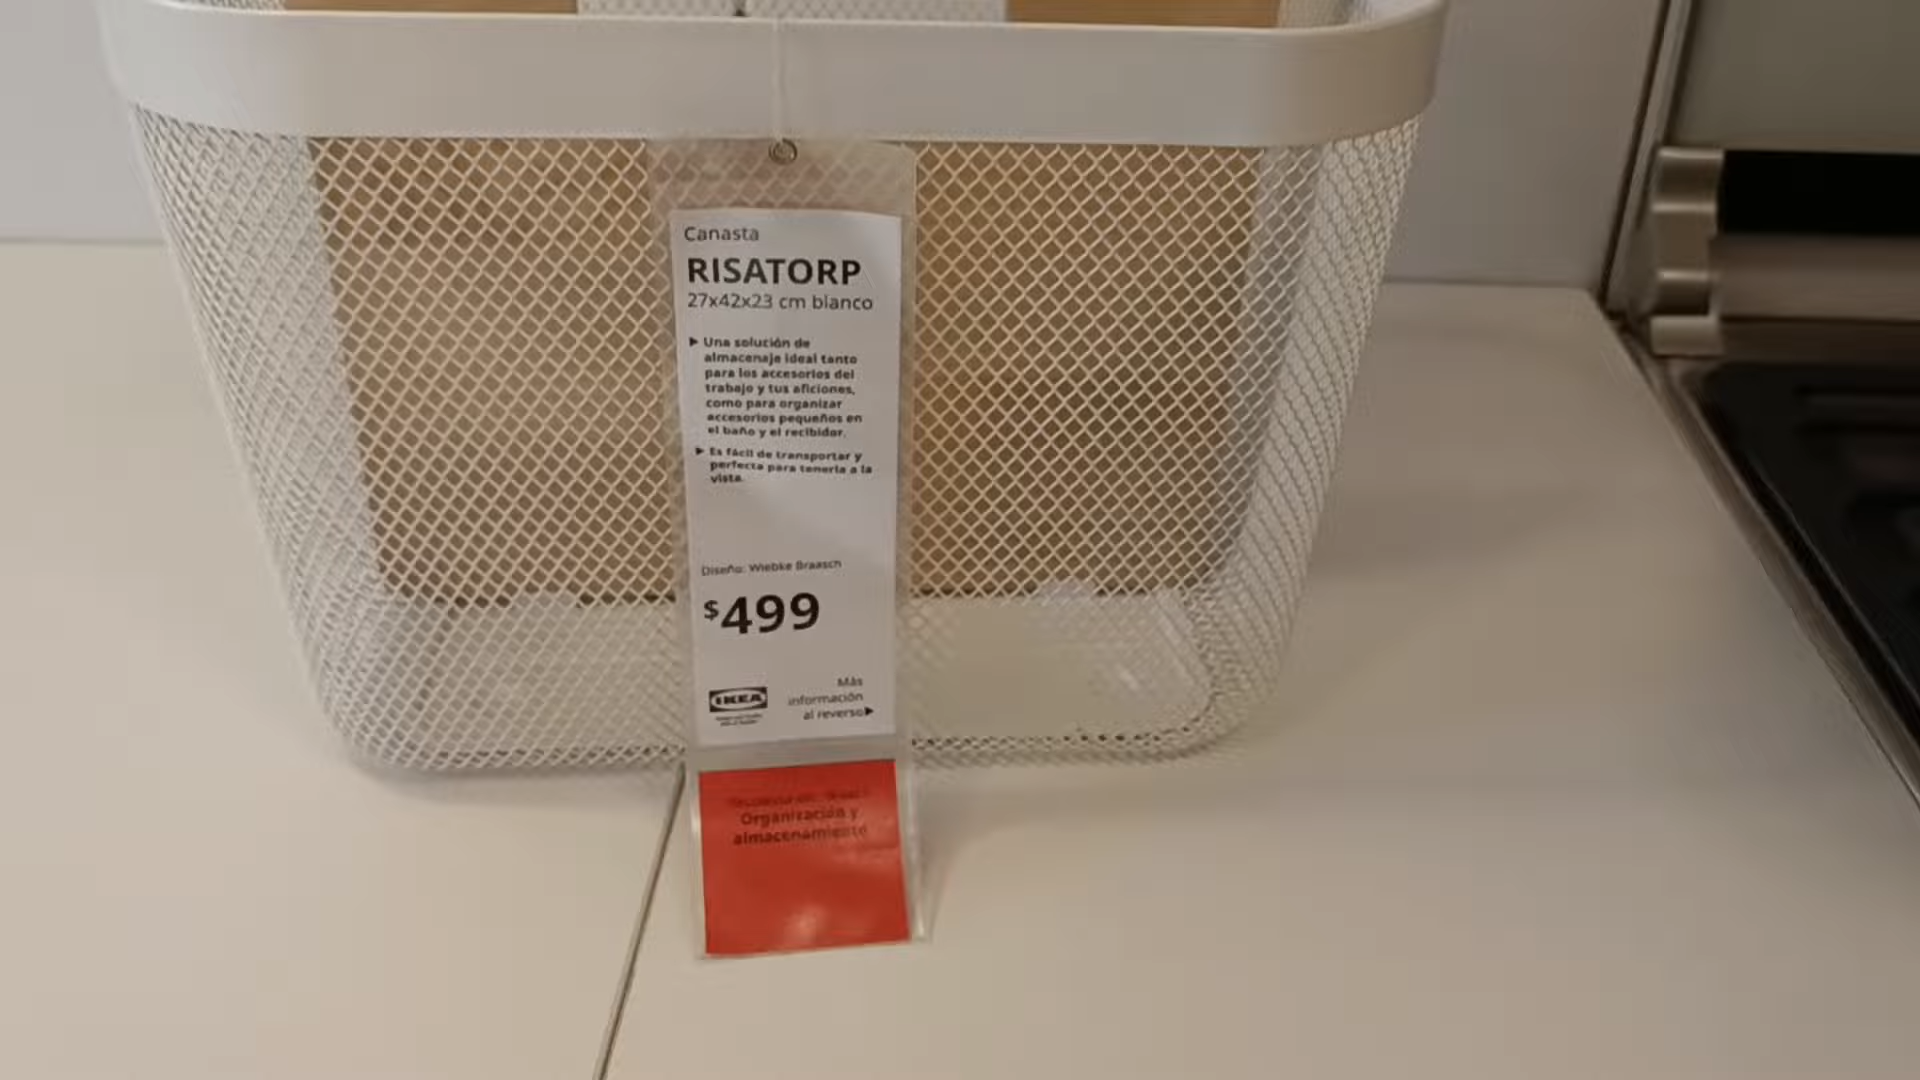 Canasta
RISATORP
27x42x23 cm blanco
▶ Una solución de
almacenaje ideal tanto
para los accesorios del
trabajo y tus aficiones,
como para organizar
accesorios pequeños en
el baño y el recibidor.
▶ Es fácil de transportar y
perfecta para tenerla a la
vista.
Diseño: Wiebke Braasch
$499
IKEA
Más
información
al reverso▶
Organización y
almacenamiento